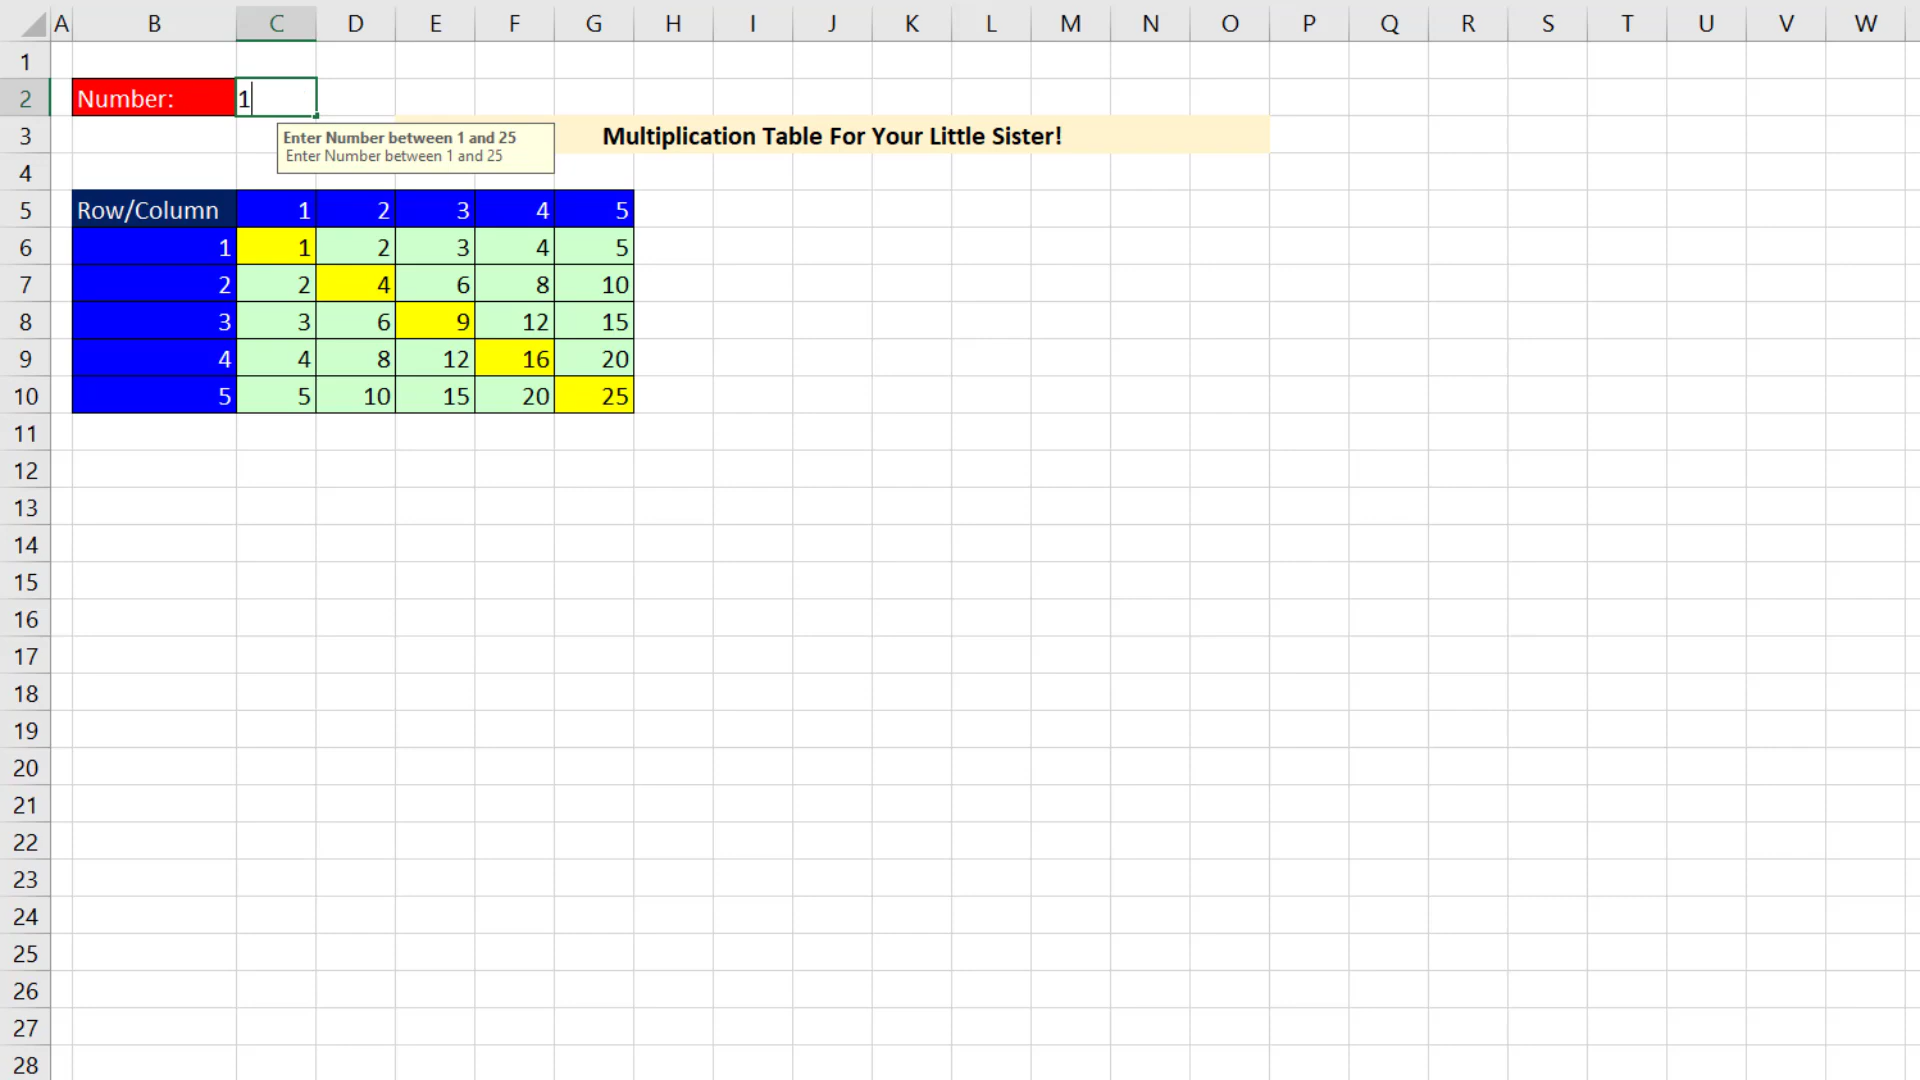 A B C D E F G H I J K L M N O P Q R S T U V W
1
2 Number: 1
Enter Number between 1 and 25
Enter Number between 1 and 25
3 Multiplication Table For Your Little Sister!
4
5 Row/Column 1 2 3 4 5
6 1 1 2 3 4 5
7 2 2 4 6 8 10
8 3 3 6 9 12 15
9 4 4 8 12 16 20
10 5 5 10 15 20 25
11
12
13
14
15
16
17
18
19
20
21
22
23
24
25
26
27
28